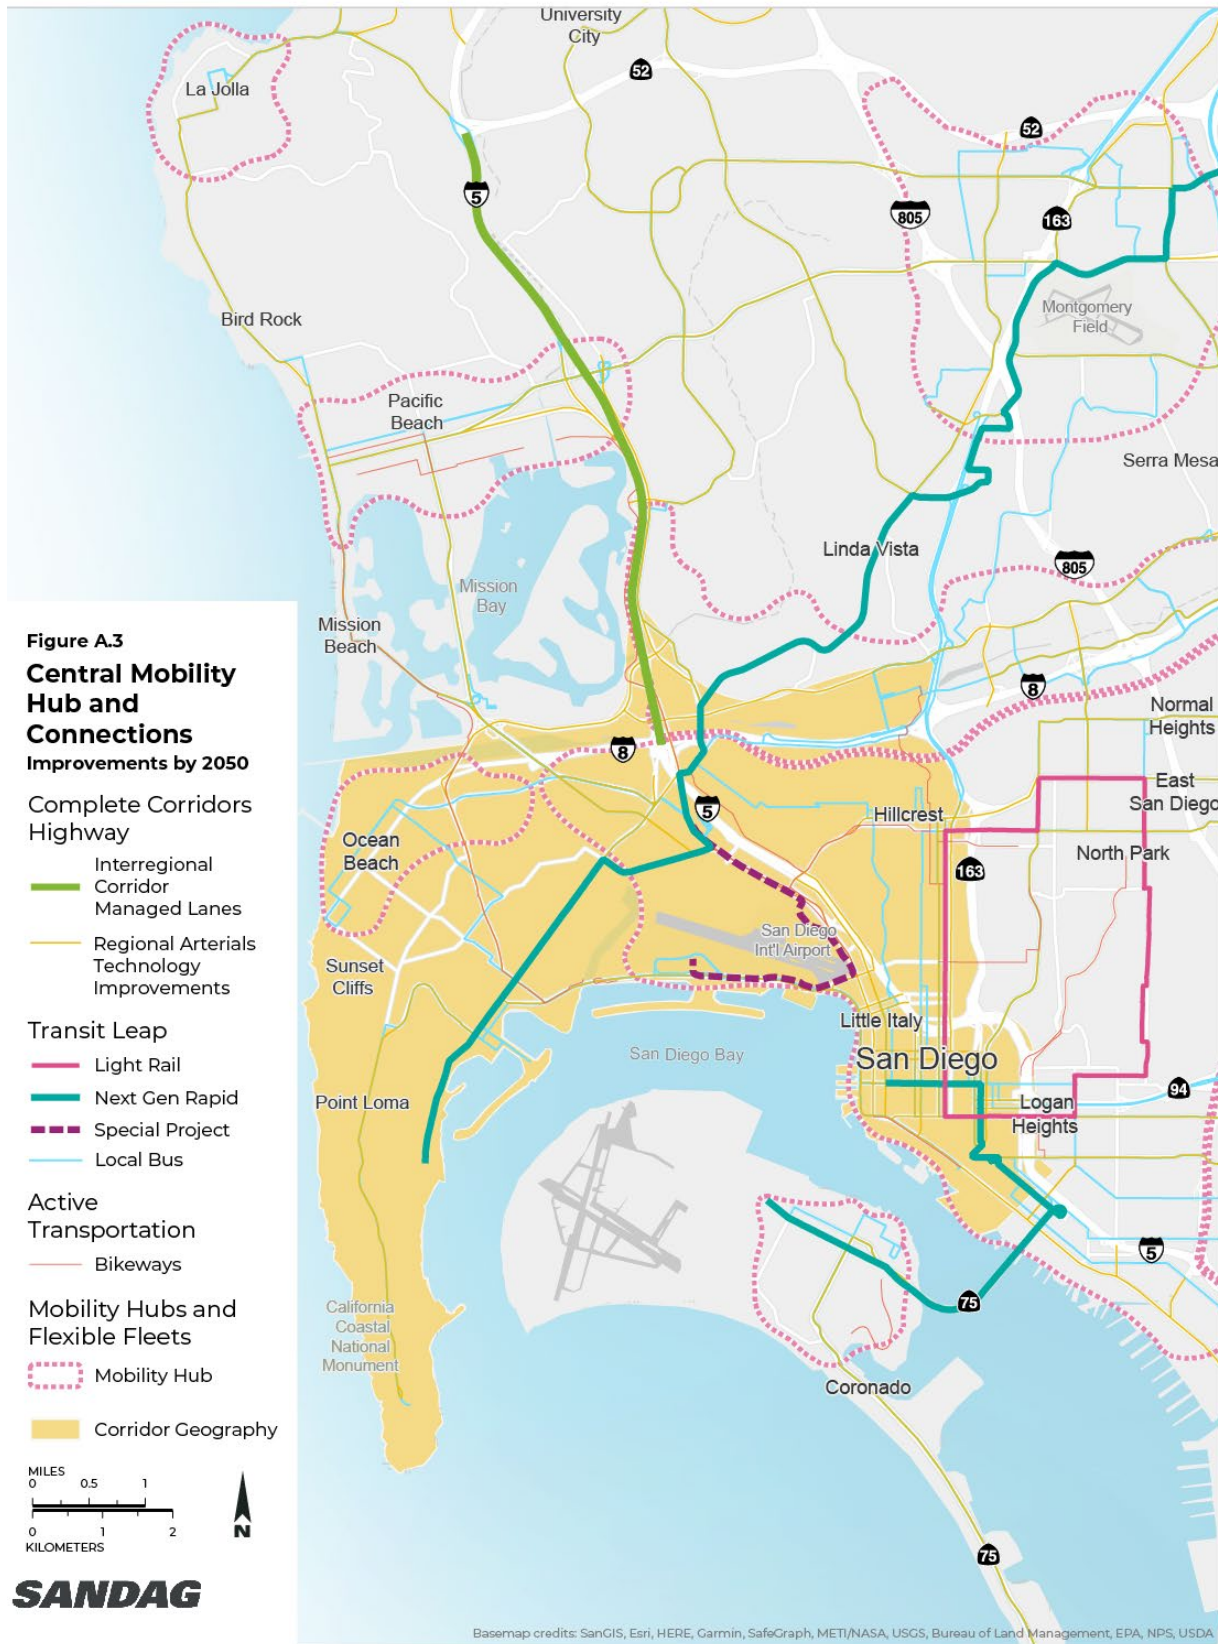 University
City
52
La Jolla
52
5
805
163
Bird Rock
Montgomery
Field
Pacific
Beach
Serra Mesa
Linda Vista
805
Mission
Bay
Mission
Beach
8
Normal
Heights
8
5
East
San Diego
Hillcrest
North Park
Ocean
Beach
163
San Diego
Int'l Airport
Sunset
Cliffs
Little Italy
San Diego
San Diego Bay
94
Point Loma
Logan
Heights
5
75
California
Coastal
National
Monument
Coronado
75
Figure A.3
Central Mobility
Hub and
Connections
Improvements by 2050
Complete Corridors
Highway
Interregional
Corridor
Managed Lanes
Regional Arterials
Technology
Improvements
Transit Leap
Light Rail
Next Gen Rapid
Special Project
Local Bus
Active
Transportation
Bikeways
Mobility Hubs and
Flexible Fleets
Mobility Hub
Corridor Geography
MILES
0 0.5 1
0 1 2
KILOMETERS
N
SANDAG
Basemap credits: SanGIS, Esri, HERE, Garmin, SafeGraph, METI/NASA, USGS, Bureau of Land Management, EPA, NPS, USDA